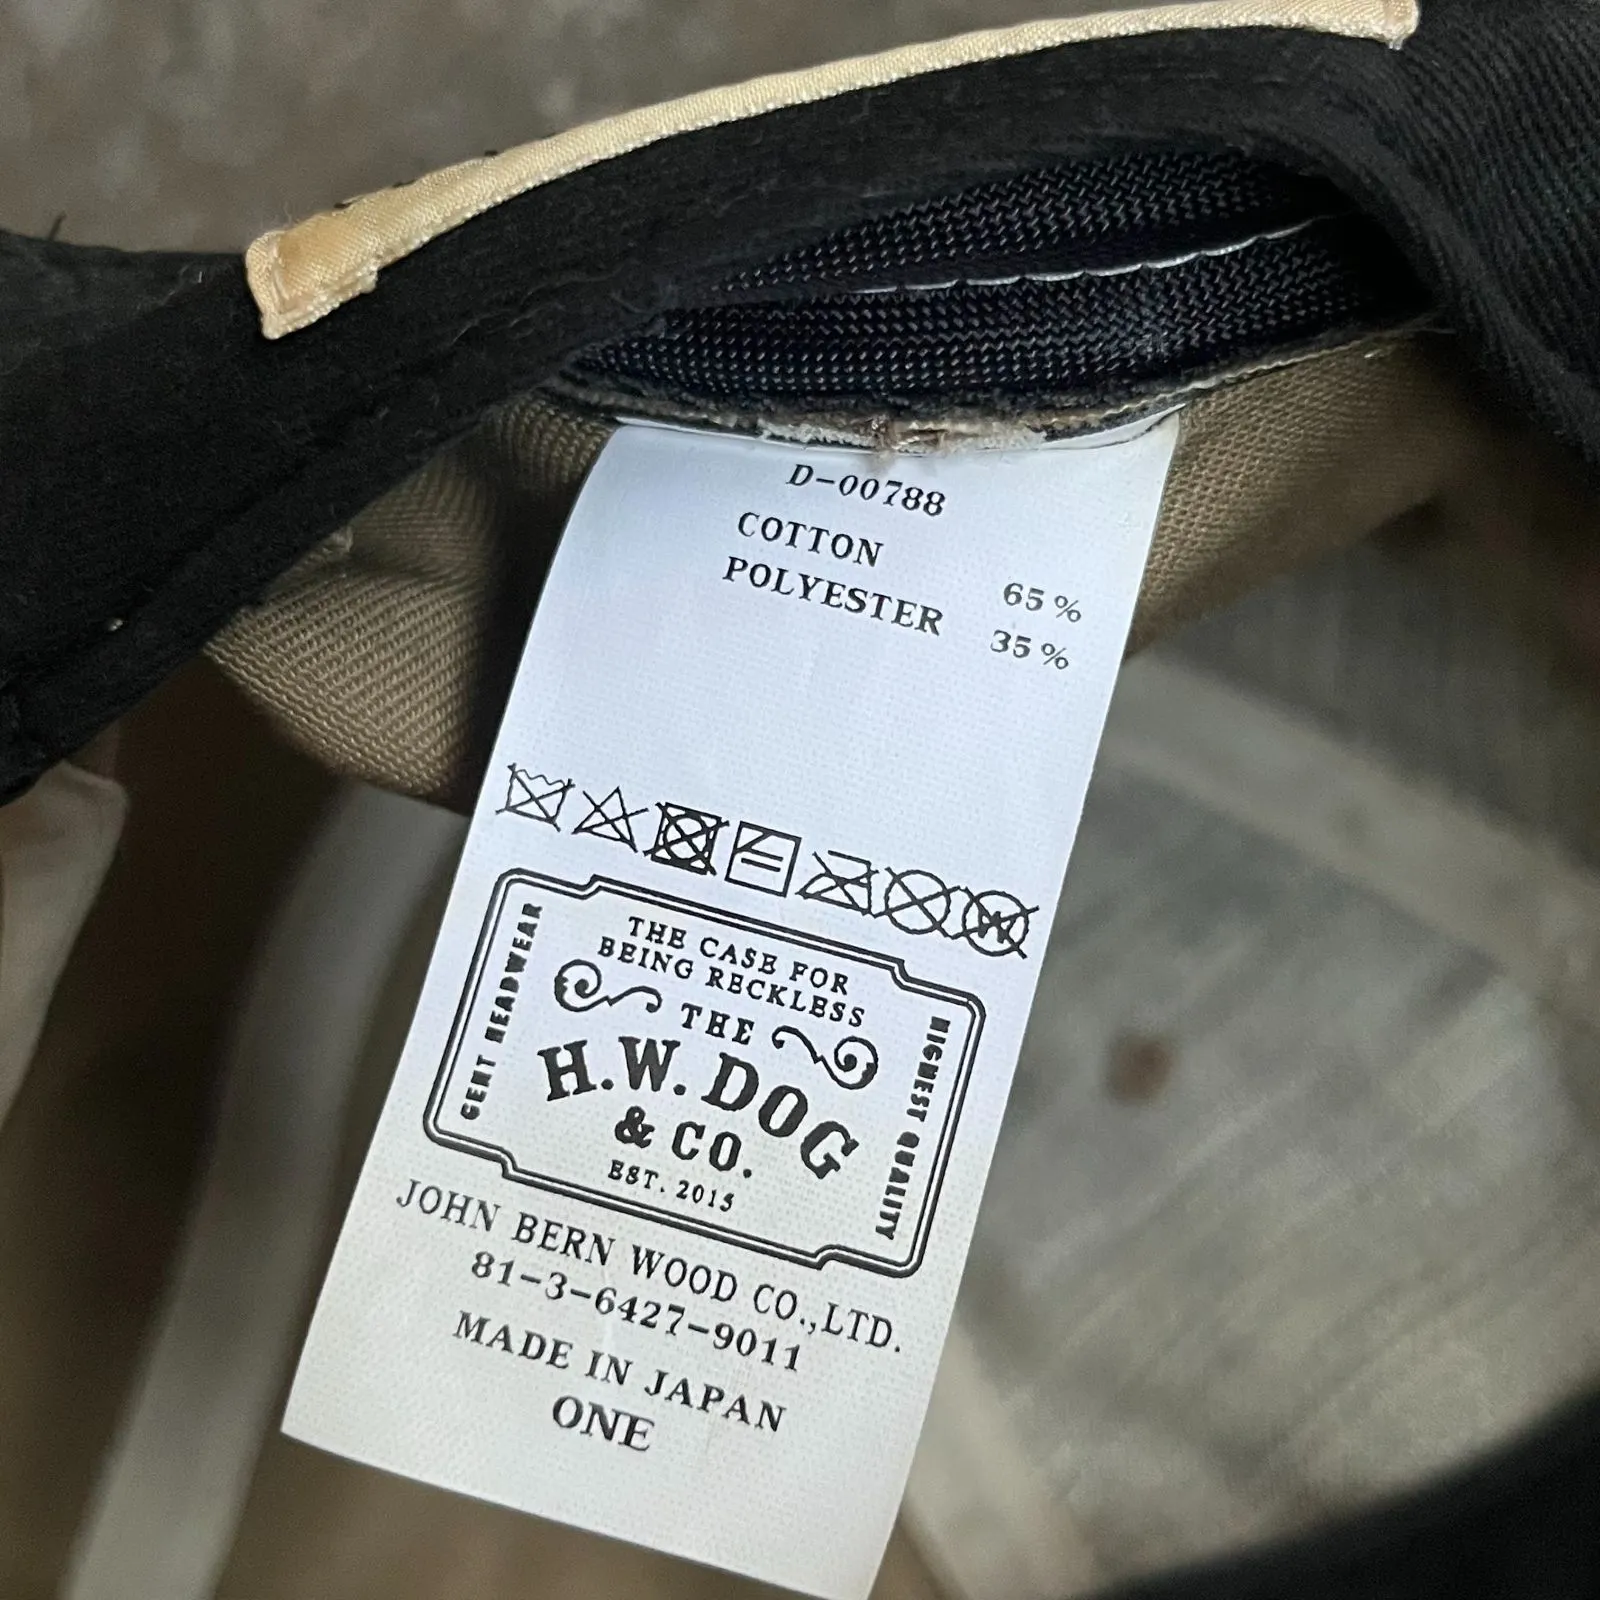 D-00788
COTTON 65%
POLYESTER 35%
THE CASE FOR
BEING RECKLESS
THE
H.W.DOG
& CO.
EST. 2015
GENT HEADWEAR
HIGHEST QUALITY
JOHN BERN WOOD CO.,LTD.
81-3-6427-9011
MADE IN JAPAN
ONE